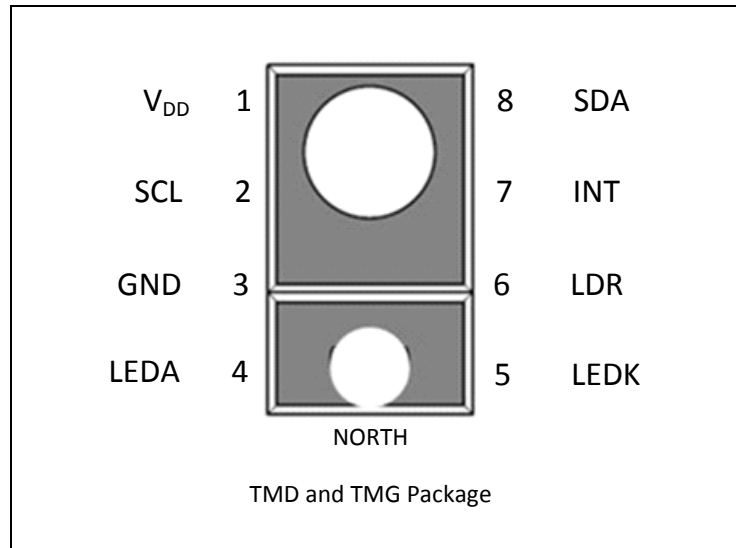 V_DD 1 8 SDA
SCL 2 7 INT
GND 3 6 LDR
LEDA 4 5 LEDK
NORTH
TMD and TMG Package